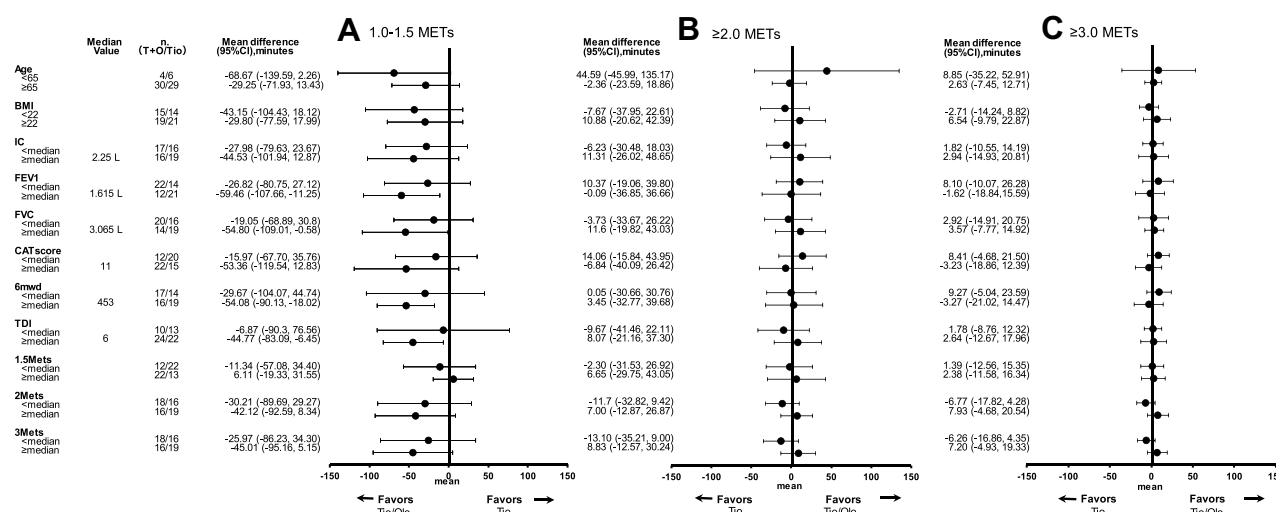 A 1.0-1.5 METs
B ≥2.0 METs
C ≥3.0 METs
Median Value
n. (T+O/Tio)
Mean difference (95%CI),minutes
Mean difference (95%CI),minutes
Mean difference (95%CI),minutes
Age
<65 4/6 -68.67 (-139.59, 2.26) 44.59 (-45.99, 135.17) 8.85 (-35.22, 52.91)
≥65 30/29 -29.25 (-71.93, 13.43) -2.36 (-23.59, 18.86) 2.63 (-7.45, 12.71)
BMI
<22 15/14 -43.15 (-104.43, 18.12) -7.67 (-37.95, 22.61) -2.71 (-14.24, 8.82)
≥22 19/21 -29.80 (-77.59, 17.99) 10.88 (-20.62, 42.39) 6.54 (-9.79, 22.87)
IC
<median 17/16 -27.98 (-79.63, 23.67) -6.23 (-30.48, 18.03) 1.82 (-10.55, 14.19)
≥median 2.25 L 16/19 -44.53 (-101.94, 12.87) 11.31 (-26.02, 48.65) 2.94 (-14.93, 20.81)
FEV1
<median 22/14 -26.82 (-80.75, 27.12) 10.37 (-19.06, 39.80) 8.10 (-10.07, 26.28)
≥median 1.615 L 12/21 -59.46 (-107.66, -11.25) -0.09 (-36.85, 36.66) -1.62 (-18.84,15.59)
FVC
<median 20/16 -19.05 (-68.89, 30.8) -3.73 (-33.67, 26.22) 2.92 (-14.91, 20.75)
≥median 3.065 L 14/19 -54.80 (-109.01, -0.58) 11.6 (-19.82, 43.03) 3.57 (-7.77, 14.92)
CATscore
<median 12/20 -15.97 (-67.70, 35.76) 14.06 (-15.84, 43.95) 8.41 (-4.68, 21.50)
≥median 11 22/15 -53.36 (-119.54, 12.83) -6.84 (-40.09, 26.42) -3.23 (-18.86, 12.39)
6mwd
<median 17/14 -29.67 (-104.07, 44.74) 0.05 (-30.66, 30.76) 9.27 (-5.04, 23.59)
≥median 453 16/19 -54.08 (-90.13, -18.02) 3.45 (-32.77, 39.68) -3.27 (-21.02, 14.47)
TDI
<median 10/13 -6.87 (-90.3, 76.56) -9.67 (-41.46, 22.11) 1.78 (-8.76, 12.32)
≥median 6 24/22 -44.77 (-83.09, -6.45) 8.07 (-21.16, 37.30) 2.64 (-12.67, 17.96)
1.5Mets
<median 12/22 -11.34 (-57.08, 34.40) -2.30 (-31.53, 26.92) 1.39 (-12.56, 15.35)
≥median 22/13 6.11 (-19.33, 31.55) 6.65 (-29.75, 43.05) 2.38 (-11.58, 16.34)
2Mets
<median 18/16 -30.21 (-89.69, 29.27) -11.7 (-32.82, 9.42) -6.77 (-17.82, 4.28)
≥median 16/19 -42.12 (-92.59, 8.34) 7.00 (-12.87, 26.87) 7.93 (-4.68, 20.54)
3Mets
<median 18/16 -25.97 (-86.23, 34.30) -13.10 (-35.21, 9.00) -6.26 (-16.86, 4.35)
≥median 16/19 -45.01 (-95.16, 5.15) 8.83 (-12.57, 30.24) 7.20 (-4.93, 19.33)
-150 -100 -50 0 50 100 150
-150 -100 -50 0 50 100 150
-150 -100 -50 0 50 100
mean
mean
mean
Favors Favors
Favors Favors
Favors Favors
Tio/Olo Tio
Tio Tio/Olo
Tio Tio/Olo